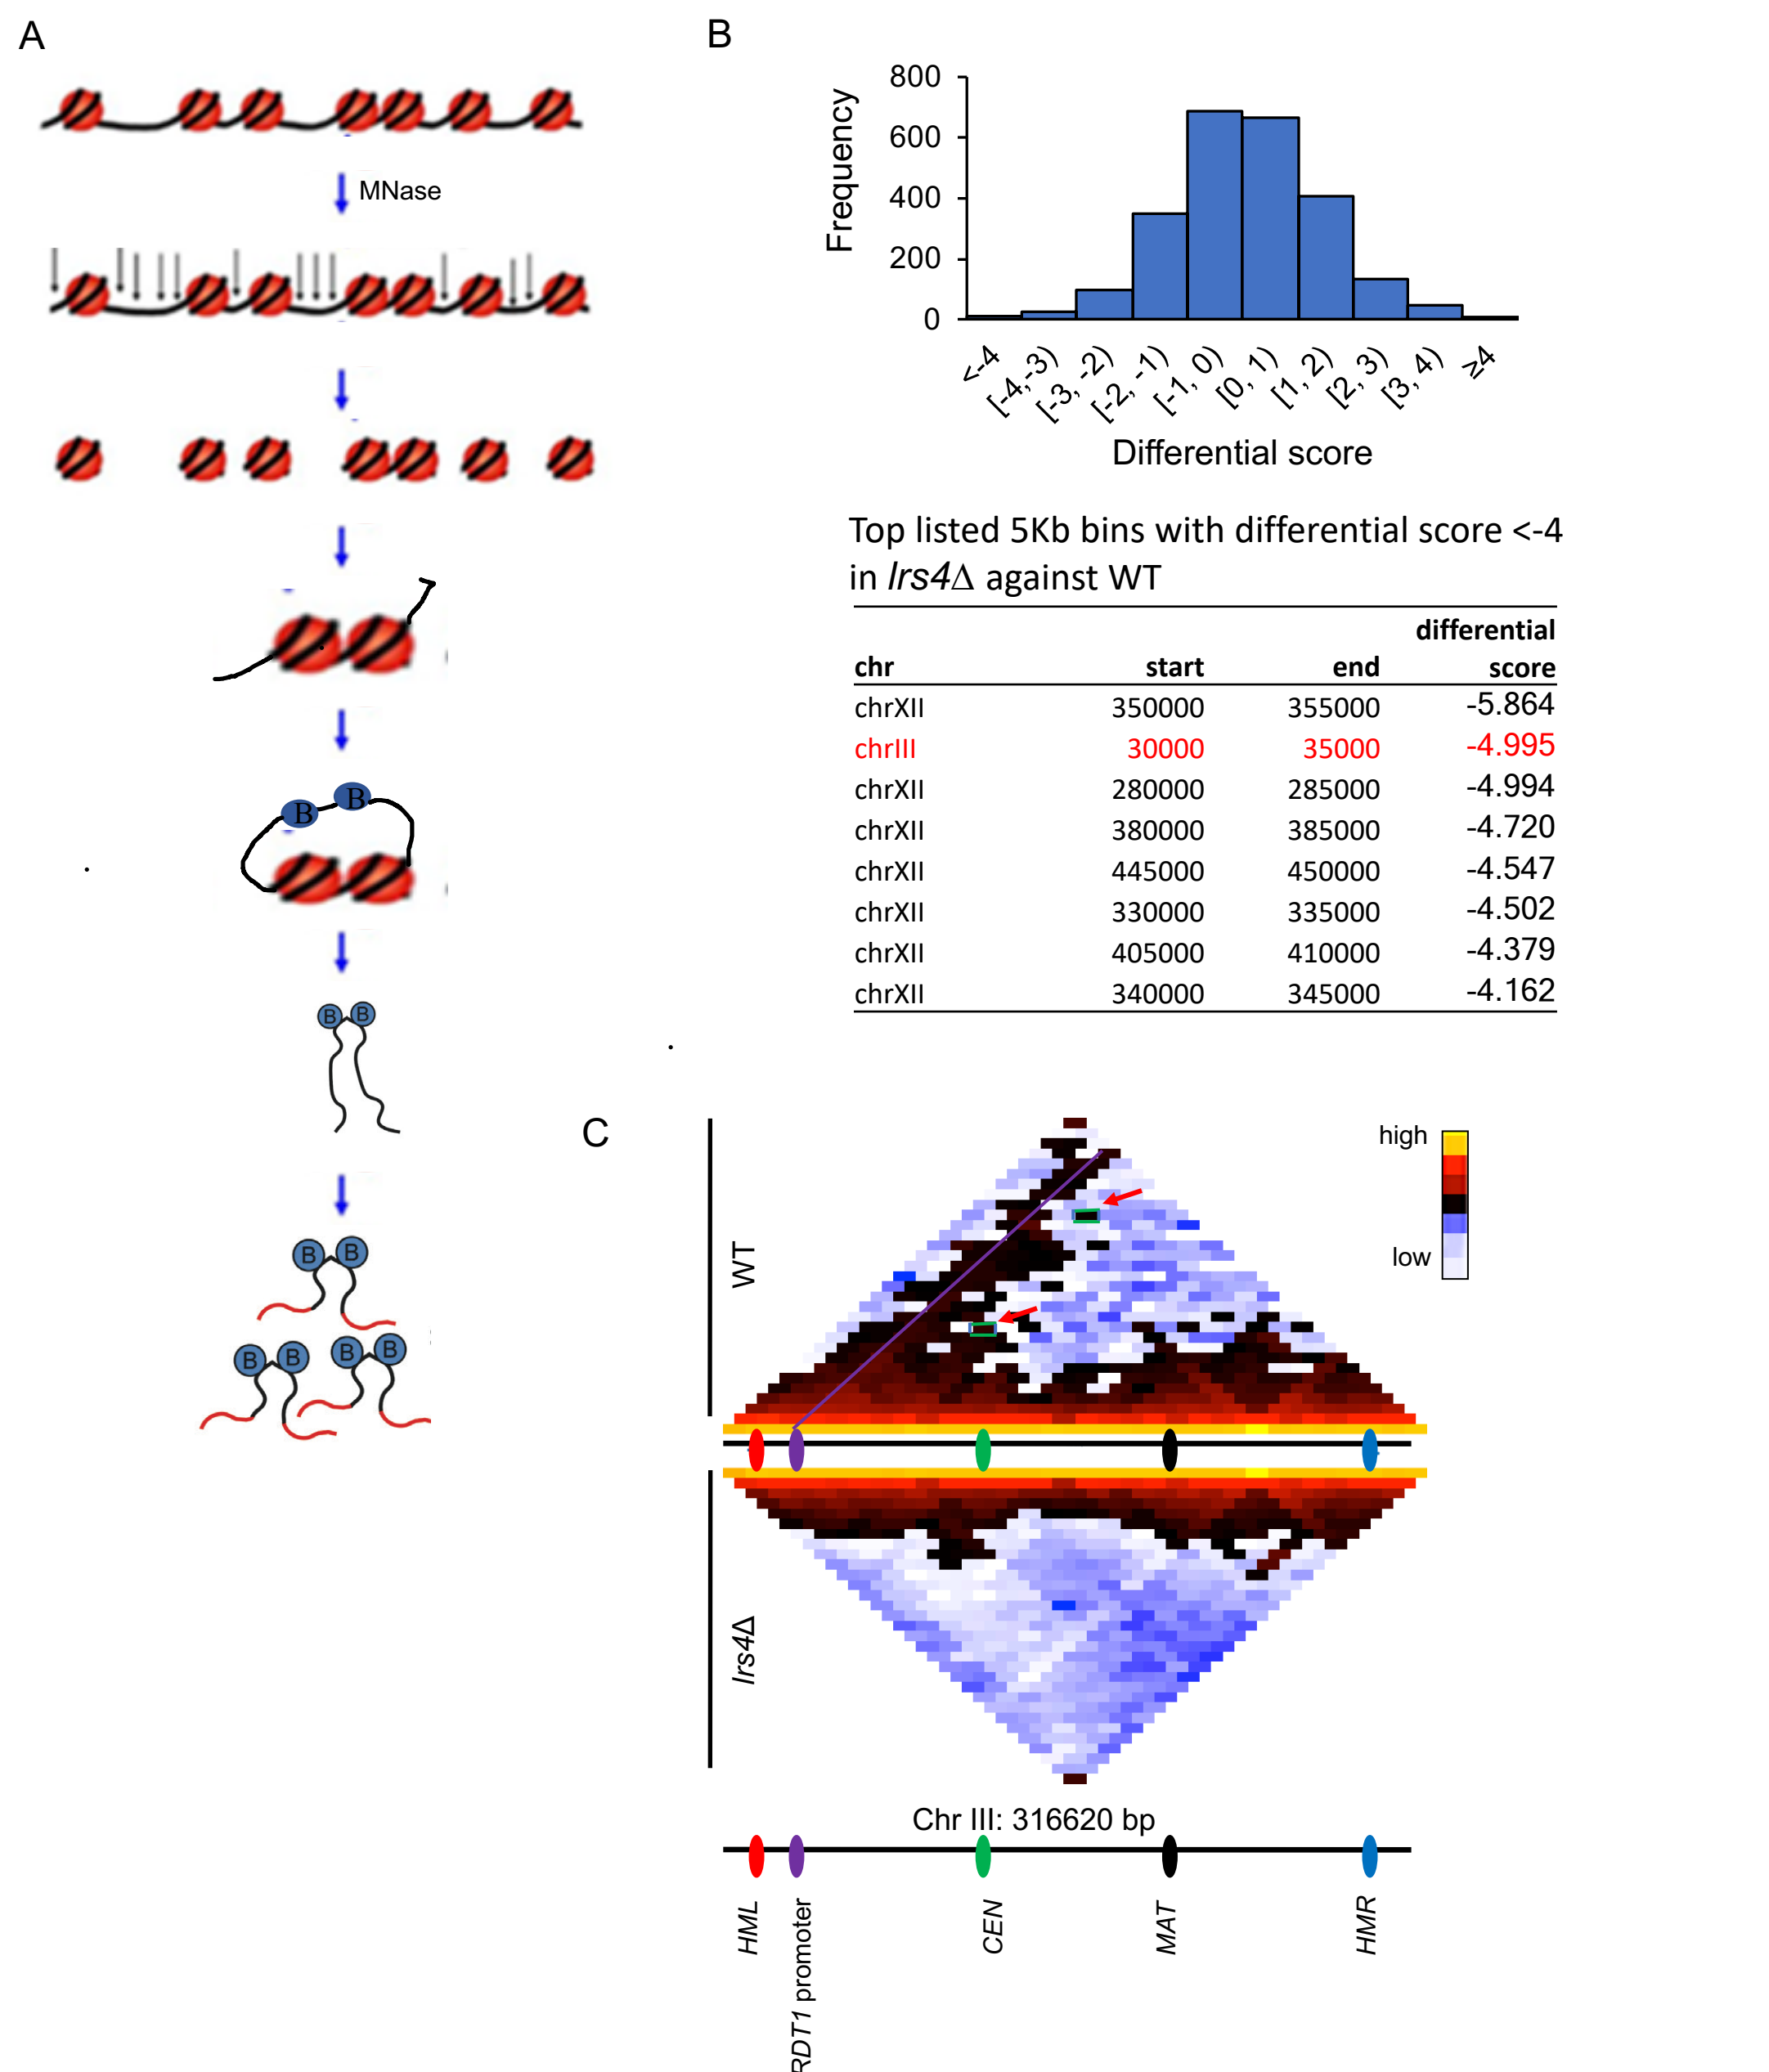 A
MNase
B B
B B
B B
B B
B B
B
Frequency
800
600
400
200
0
<-4
[-4,-3)
[-3, -2)
[-2, -1)
[-1, 0)
[0, 1)
[1, 2)
[2, 3)
[3, 4)
≥4
Differential score
Top listed 5Kb bins with differential score <-4
in lrs4Δ against WT
differential
chr start end score
chrXII 350000 355000 -5.864
chrIII 30000 35000 -4.995
chrXII 280000 285000 -4.994
chrXII 380000 385000 -4.720
chrXII 445000 450000 -4.547
chrXII 330000 335000 -4.502
chrXII 405000 410000 -4.379
chrXII 340000 345000 -4.162
C
high
low
WT
lrs4Δ
Chr III: 316620 bp
HML
RDT1 promoter
CEN
MAT
HMR